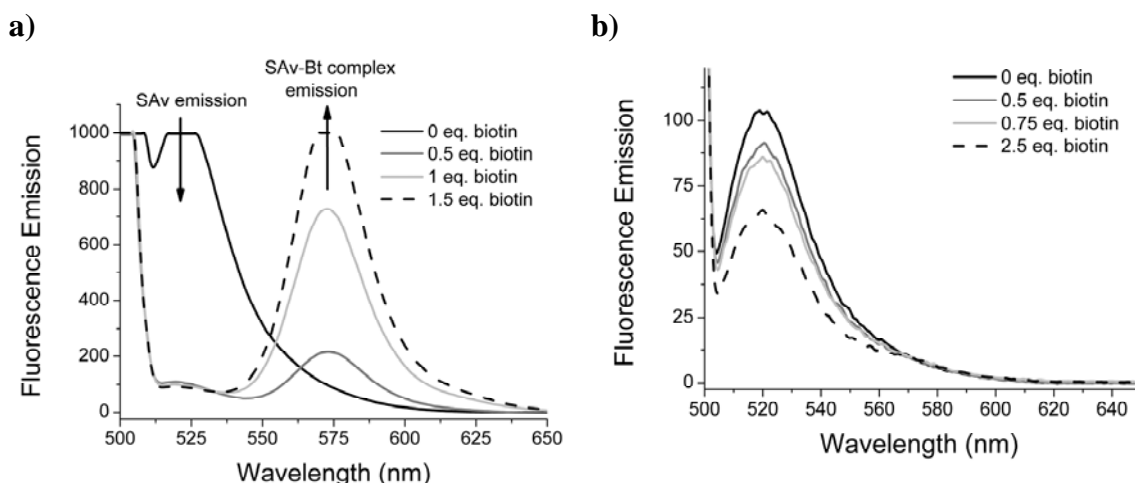 a)
SAv emission
SAv-Bt complex
emission
0 eq. biotin
0.5 eq. biotin
1 eq. biotin
1.5 eq. biotin
Fluorescence Emission
1000
800
600
400
200
0
500 525 550 575 600 625 650
Wavelength (nm)
b)
0 eq. biotin
0.5 eq. biotin
0.75 eq. biotin
2.5 eq. biotin
Fluorescence Emission
100
75
50
25
0
500 520 540 560 580 600 620 640
Wavelength (nm)